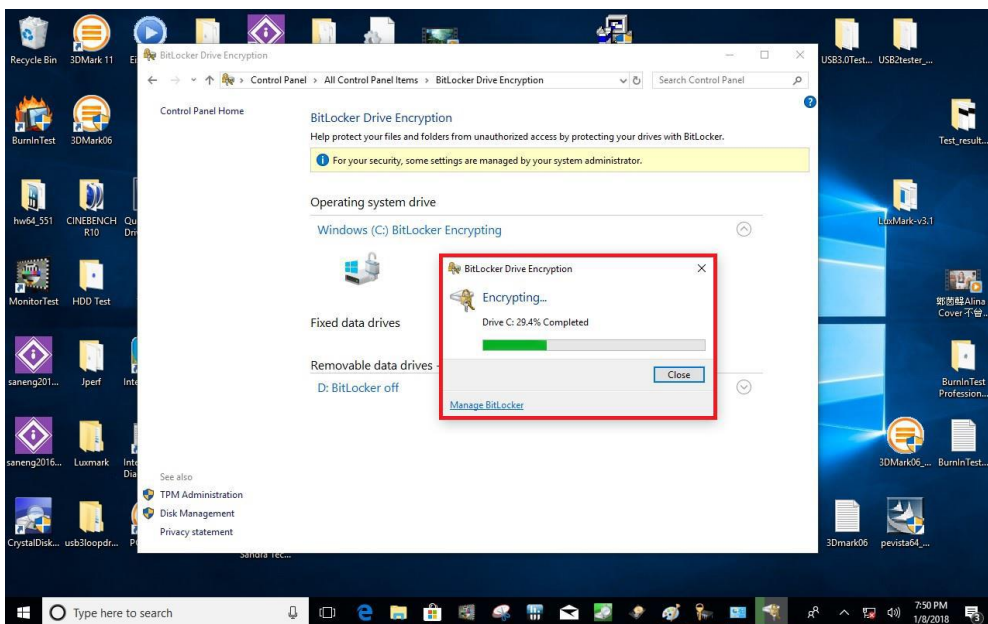 Recycle Bin
3DMark 11
BurnInTest
3DMark06
hw64_551
CINEBENCH
R10
MonitorTest
HDD Test
saneng201...
Jperf
saneng2016...
Luxmark
CrystalDisk...
usb3loopdr...
BitLocker Drive Encryption
Control Panel > All Control Panel Items > BitLocker Drive Encryption
Search Control Panel
Control Panel Home
BitLocker Drive Encryption
Help protect your files and folders from unauthorized access by protecting your drives with BitLocker.
For your security, some settings are managed by your system administrator.
Operating system drive
Windows (C:) BitLocker Encrypting
Fixed data drives
Removable data drives -
D: BitLocker off
See also
TPM Administration
Disk Management
Privacy statement
BitLocker Drive Encryption
Encrypting...
Drive C: 29.4% Completed
Close
Manage BitLocker
USB3.0Test...
USB2tester_...
Test_result...
LuxMark-v3.1
Cover 不曾...
BurnInTest
Profession...
3DMark06_...
BurnInTest...
3Dmark06
pevista64_...
Type here to search
7:50 PM
1/8/2018